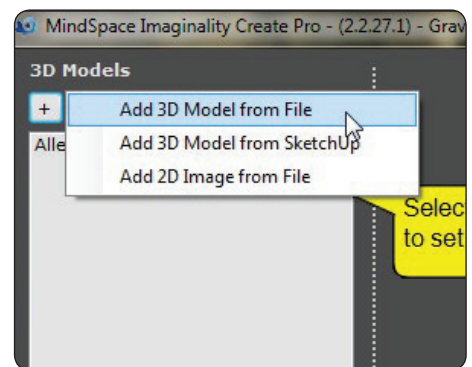 MindSpace Imaginality Create Pro - (2.2.27.1) - Grav
3D Models
+
Add 3D Model from File
Alle
Add 3D Model from SketchUp
Add 2D Image from File
Selec
to set